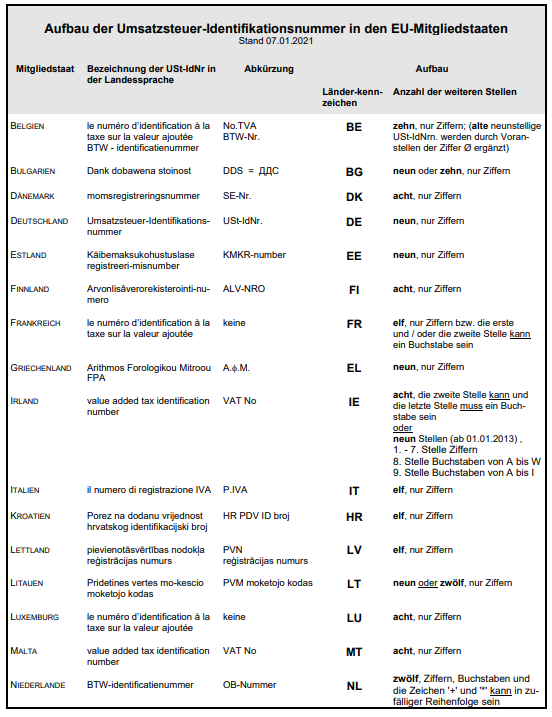 Aufbau der Umsatzsteuer-Identifikationsnummer in den EU-Mitgliedstaaten
Stand 07.01.2021
Mitgliedstaat Bezeichnung der USt-IdNr in der Landessprache Abkürzung Aufbau
Länder-kenn-zeichen Anzahl der weiteren Stellen
BELGIEN le numéro d'identification à la No.TVA BE zehn, nur Ziffern; (alte neunstellige
taxe sur la valeur ajoutée BTW-Nr. USt-IdNrn. werden durch Voran-
BTW - identificatienummer stellen der Ziffer Ø ergänzt)
BULGARIEN Dank dobawena stoinost DDS = ДДС BG neun oder zehn, nur Ziffern
DÄNEMARK momsregistreringsnummer SE-Nr. DK acht, nur Ziffern
DEUTSCHLAND Umsatzsteuer-Identifikations- USt-IdNr. DE neun, nur Ziffern
nummer
ESTLAND Käibemaksukohustuslase KMKR-number EE neun, nur Ziffern
registreeri-misnumber
FINNLAND Arvonlisåverorekisterointi-nu- ALV-NRO FI acht, nur Ziffern
mero
FRANKREICH le numéro d'identification à la keine FR elf, nur Ziffern bzw. die erste
taxe sur la valeur ajoutée und / oder die zweite Stelle kann
ein Buchstabe sein
GRIECHENLAND Arithmos Forologikou Mitroou A.φ.M. EL neun, nur Ziffern
FPA
IRLAND value added tax identification VAT No IE acht, die zweite Stelle kann und
number die letzte Stelle muss ein Buch-
stabe sein
oder
neun Stellen (ab 01.01.2013) ,
1. - 7. Stelle Ziffern
8. Stelle Buchstaben von A bis W
9. Stelle Buchstaben von A bis I
ITALIEN il numero di registrazione IVA P.IVA IT elf, nur Ziffern
KROATIEN Porez na dodanu vrijednost HR PDV ID broj HR elf, nur Ziffern
hrvatskog identifikacijski broj
LETTLAND pievienotāsvērtības nodokļa PVN LV elf, nur Ziffern
reģistrācijas numurs reģistrācijas numurs
LITAUEN Pridetines vertes mo-kescio PVM moketojo kodas LT neun oder zwölf, nur Ziffern
moketojo kodas
LUXEMBURG le numéro d'identification à la keine LU acht, nur Ziffern
taxe sur la valeur ajoutée
MALTA value added tax identification VAT No MT acht, nur Ziffern
number
NIEDERLANDE BTW-identificatienummer OB-Nummer NL zwölf, Ziffern, Buchstaben und
die Zeichen '+' und '*' kann in zu-
fälliger Reihenfolge sein